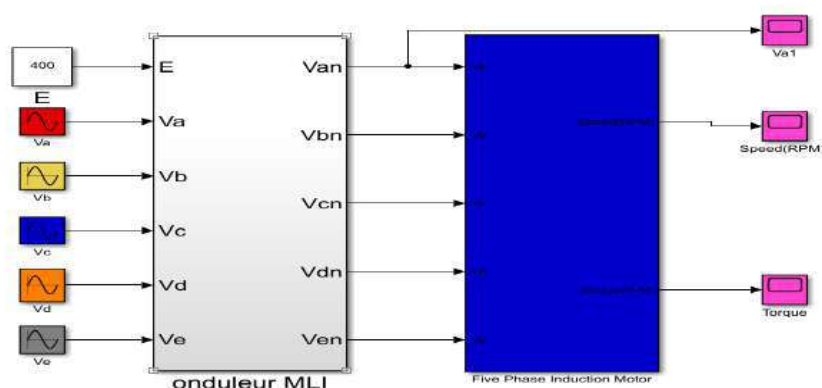 400
E
Va
Vb
Vc
Vd
Ve
E
Va
Vb
Vc
Vd
Ve
Van
Vbn
Vcn
Vdn
Ven
onduleur MLI
Five Phase Induction Motor
Va1
Speed(RPM
Torque